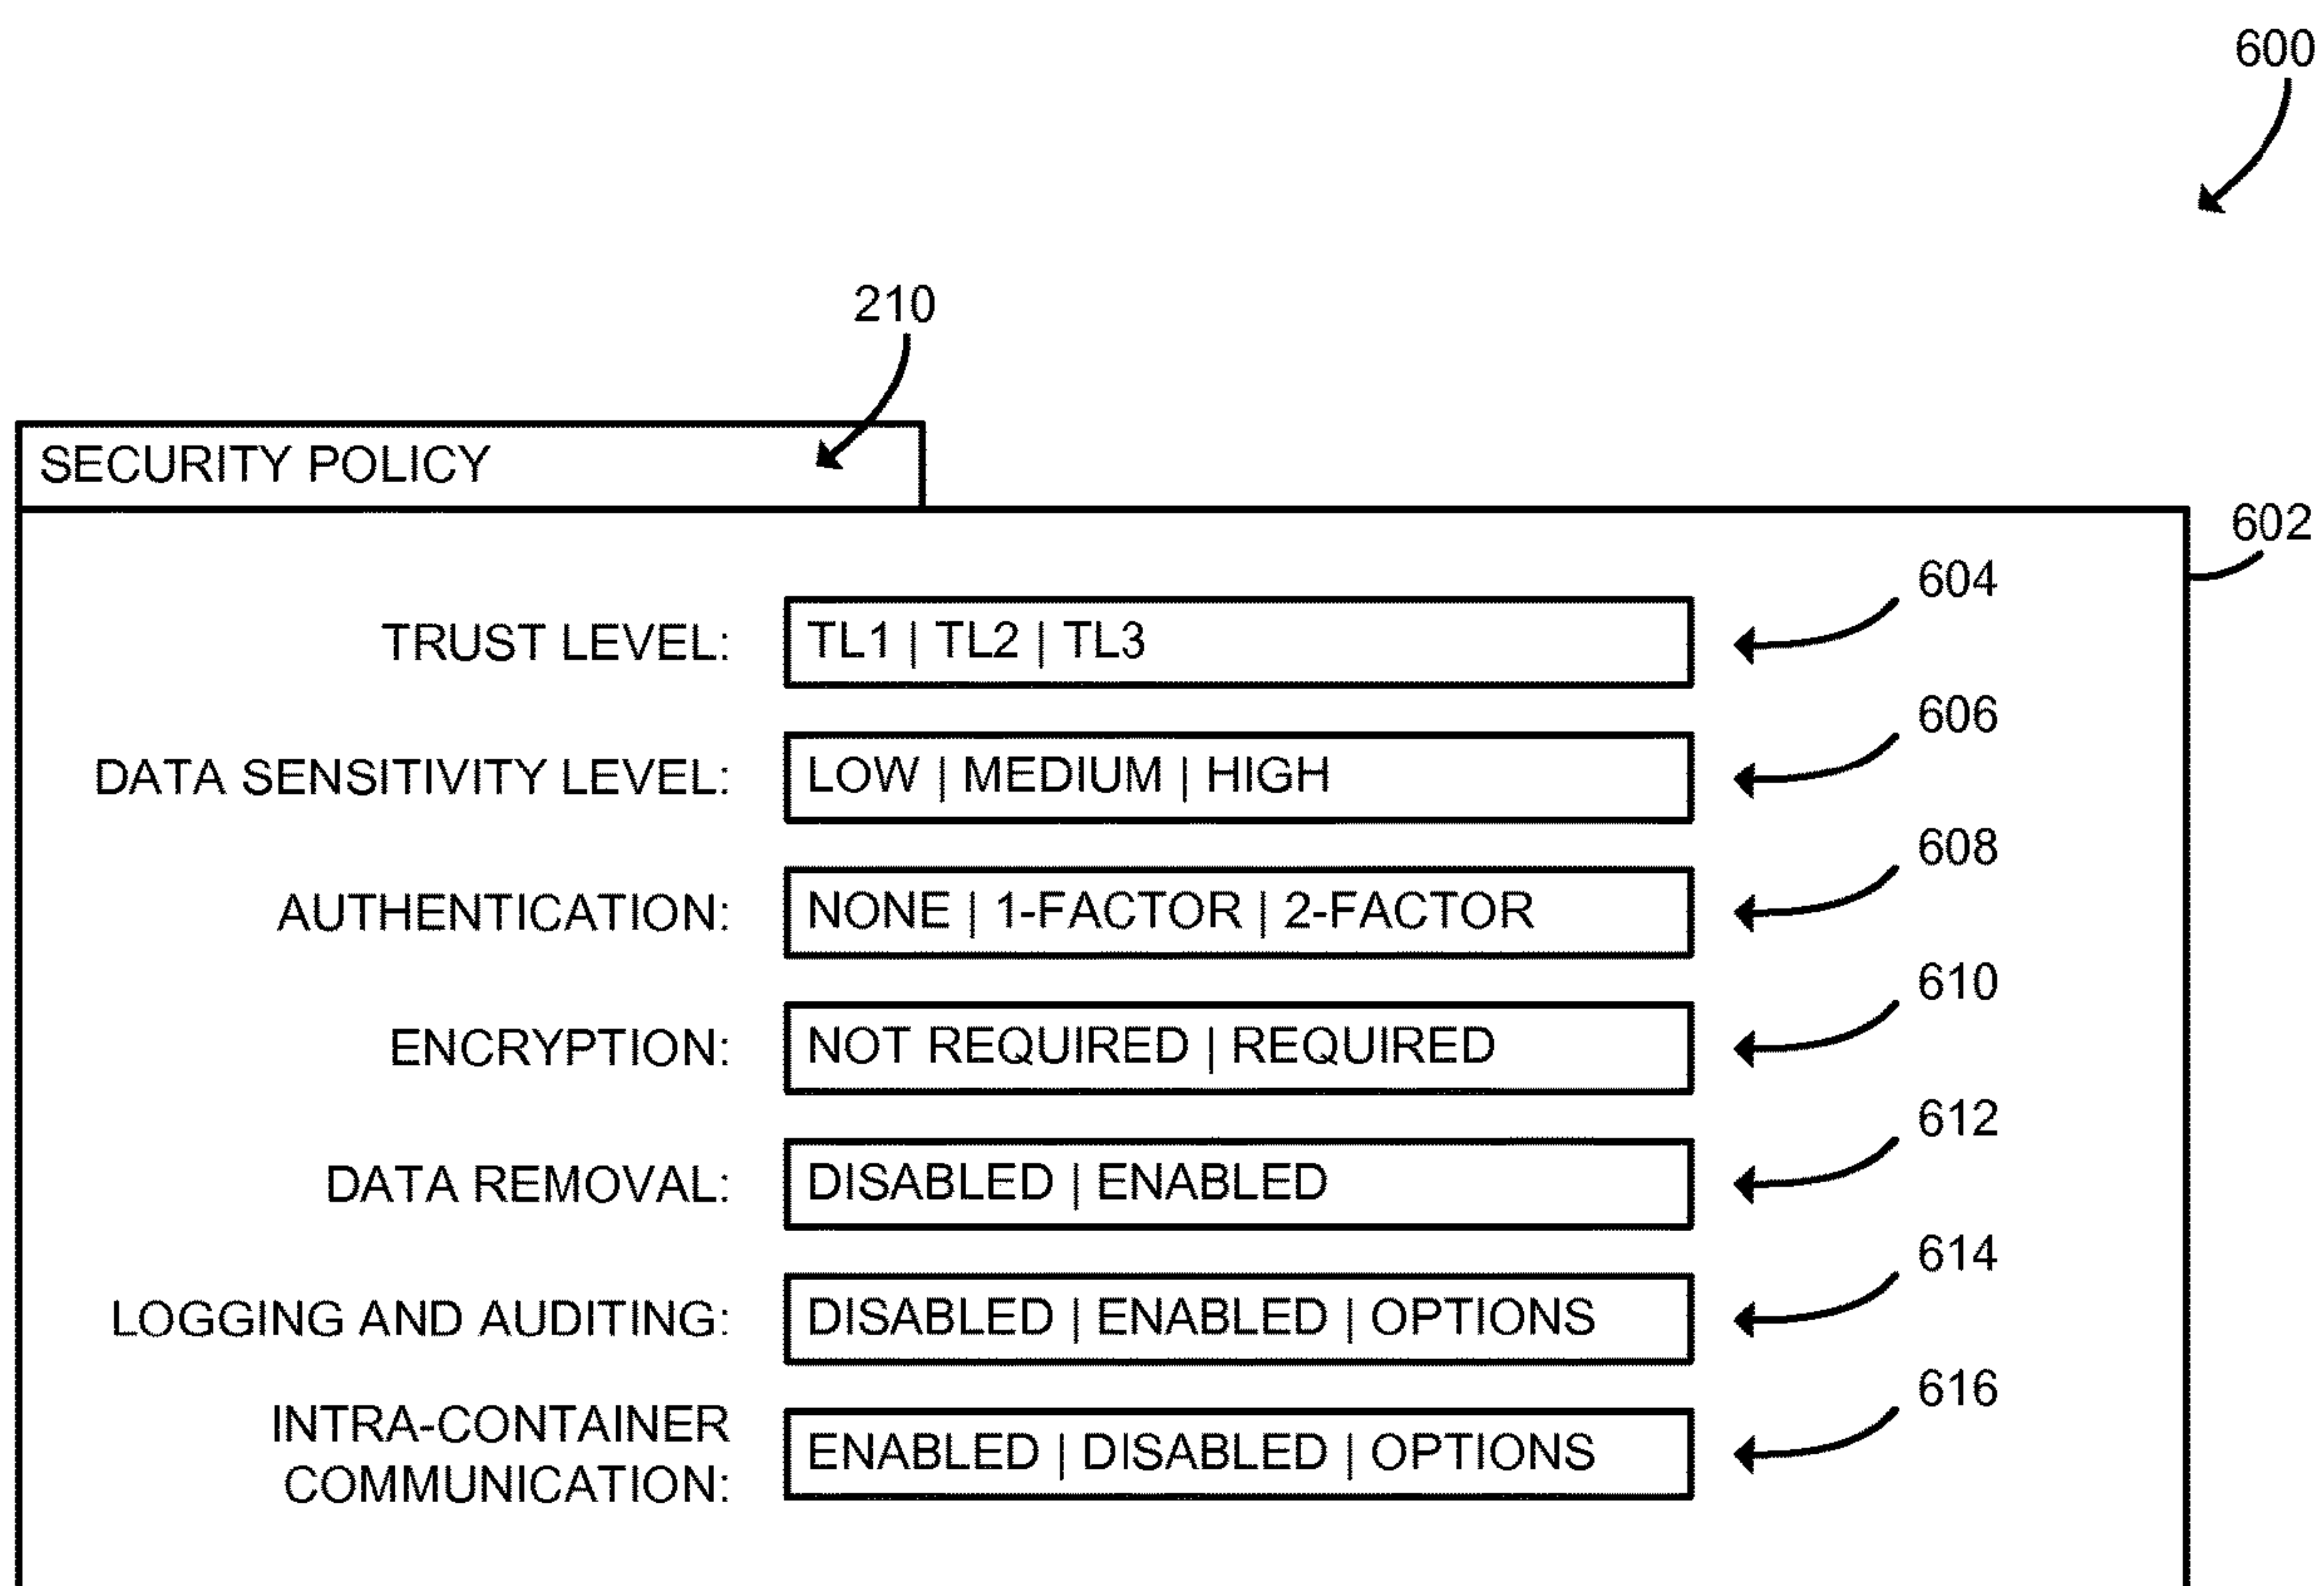 600
210
SECURITY POLICY
602
604
TRUST LEVEL: TL1 | TL2 | TL3
606
DATA SENSITIVITY LEVEL: LOW | MEDIUM | HIGH
608
AUTHENTICATION: NONE | 1-FACTOR | 2-FACTOR
610
ENCRYPTION: NOT REQUIRED | REQUIRED
612
DATA REMOVAL: DISABLED | ENABLED
614
LOGGING AND AUDITING: DISABLED | ENABLED | OPTIONS
616
INTRA-CONTAINER
COMMUNICATION: ENABLED | DISABLED | OPTIONS